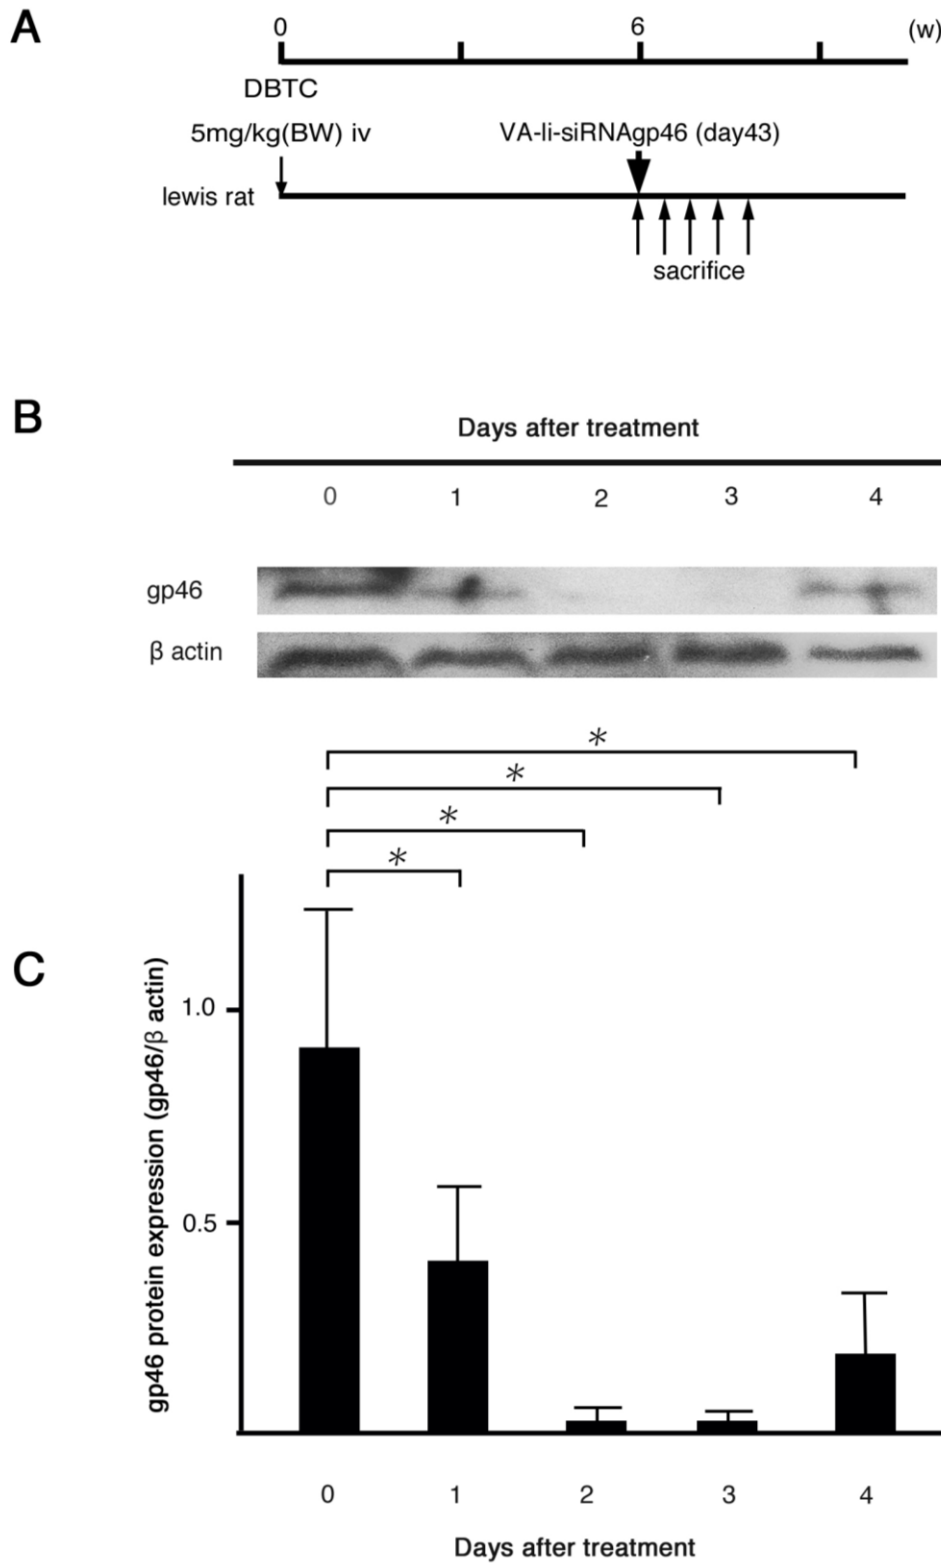 A
0 6 (w)
DBTC
5mg/kg(BW) iv VA-li-siRNAgp46 (day43)
lewis rat
sacrifice
B
Days after treatment
0 1 2 3 4
gp46
β actin
*
*
*
*
C
gp46 protein expression (gp46/β actin)
1.0
0.5
0 1 2 3 4
Days after treatment